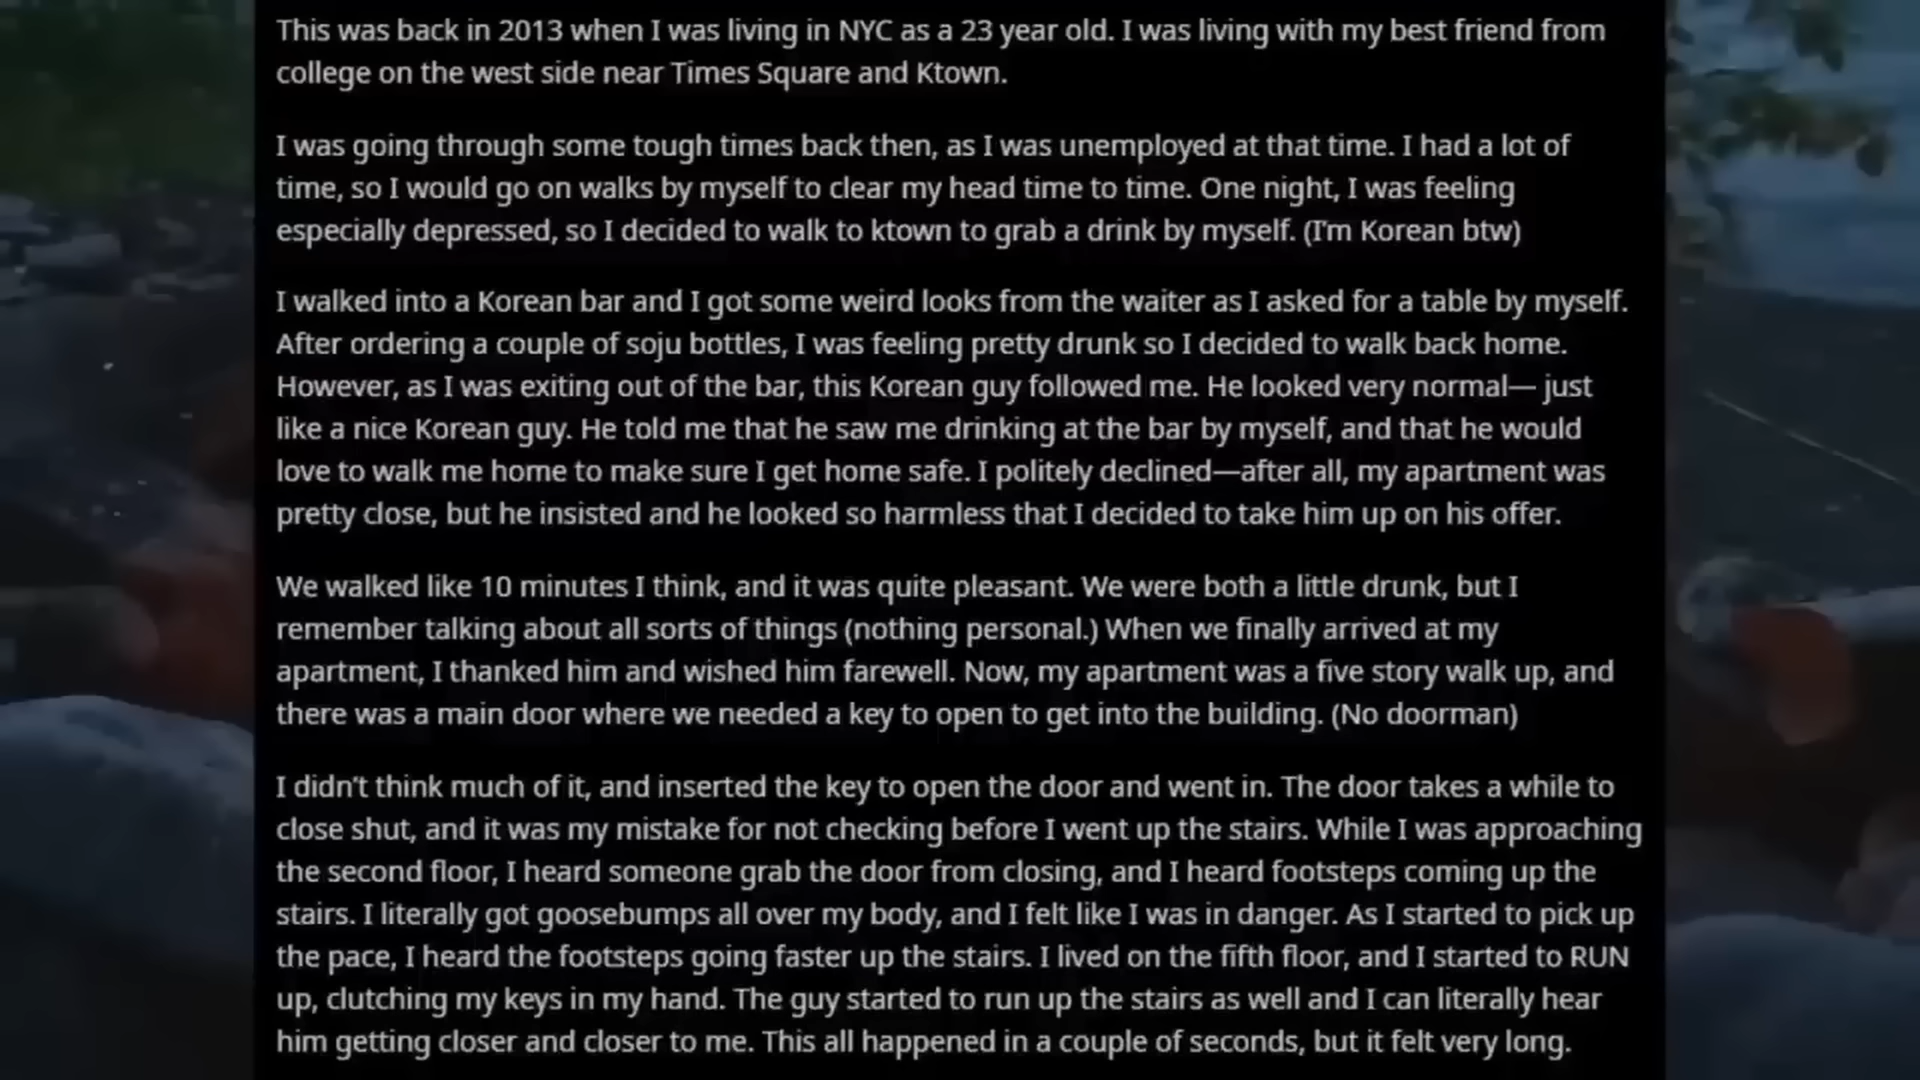 This was back in 2013 when I was living in NYC as a 23 year old. I was living with my best friend from
college on the west side near Times Square and Ktown.
I was going through some tough times back then, as I was unemployed at that time. I had a lot of
time, so I would go on walks by myself to clear my head time to time. One night, I was feeling
especially depressed, so I decided to walk to ktown to grab a drink by myself. (I'm Korean btw)
I walked into a Korean bar and I got some weird looks from the waiter as I asked for a table by myself.
After ordering a couple of soju bottles, I was feeling pretty drunk so I decided to walk back home.
However, as I was exiting out of the bar, this Korean guy followed me. He looked very normal— just
like a nice Korean guy. He told me that he saw me drinking at the bar by myself, and that he would
love to walk me home to make sure I get home safe. I politely declined—after all, my apartment was
pretty close, but he insisted and he looked so harmless that I decided to take him up on his offer.
We walked like 10 minutes I think, and it was quite pleasant. We were both a little drunk, but I
remember talking about all sorts of things (nothing personal.) When we finally arrived at my
apartment, I thanked him and wished him farewell. Now, my apartment was a five story walk up, and
there was a main door where we needed a key to open to get into the building. (No doorman)
I didn't think much of it, and inserted the key to open the door and went in. The door takes a while to
close shut, and it was my mistake for not checking before I went up the stairs. While I was approaching
the second floor, I heard someone grab the door from closing, and I heard footsteps coming up the
stairs. I literally got goosebumps all over my body, and I felt like I was in danger. As I started to pick up
the pace, I heard the footsteps going faster up the stairs. I lived on the fifth floor, and I started to RUN
up, clutching my keys in my hand. The guy started to run up the stairs as well and I can literally hear
him getting closer and closer to me. This all happened in a couple of seconds, but it felt very long.